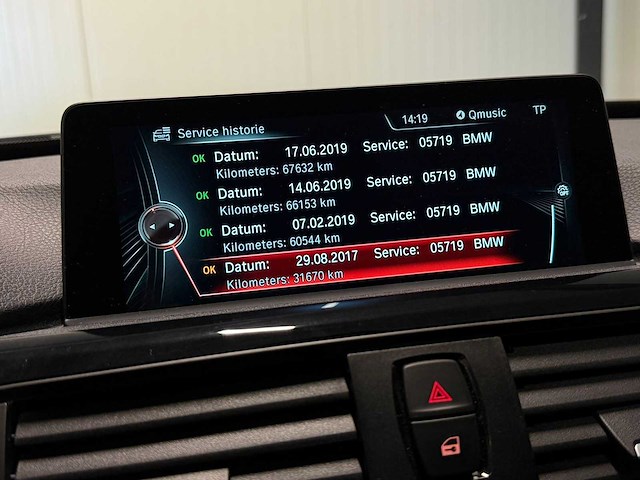 14:19 Qmusic TP
Service historie
OK Datum: 17.06.2019 Service: 05719 BMW
Kilometers: 67632 km
OK Datum: 14.06.2019 Service: 05719 BMW
Kilometers: 66153 km
OK Datum: 07.02.2019 Service: 05719 BMW
Kilometers: 60544 km
OK Datum: 29.08.2017 Service: 05719 BMW
Kilometers: 31670 km